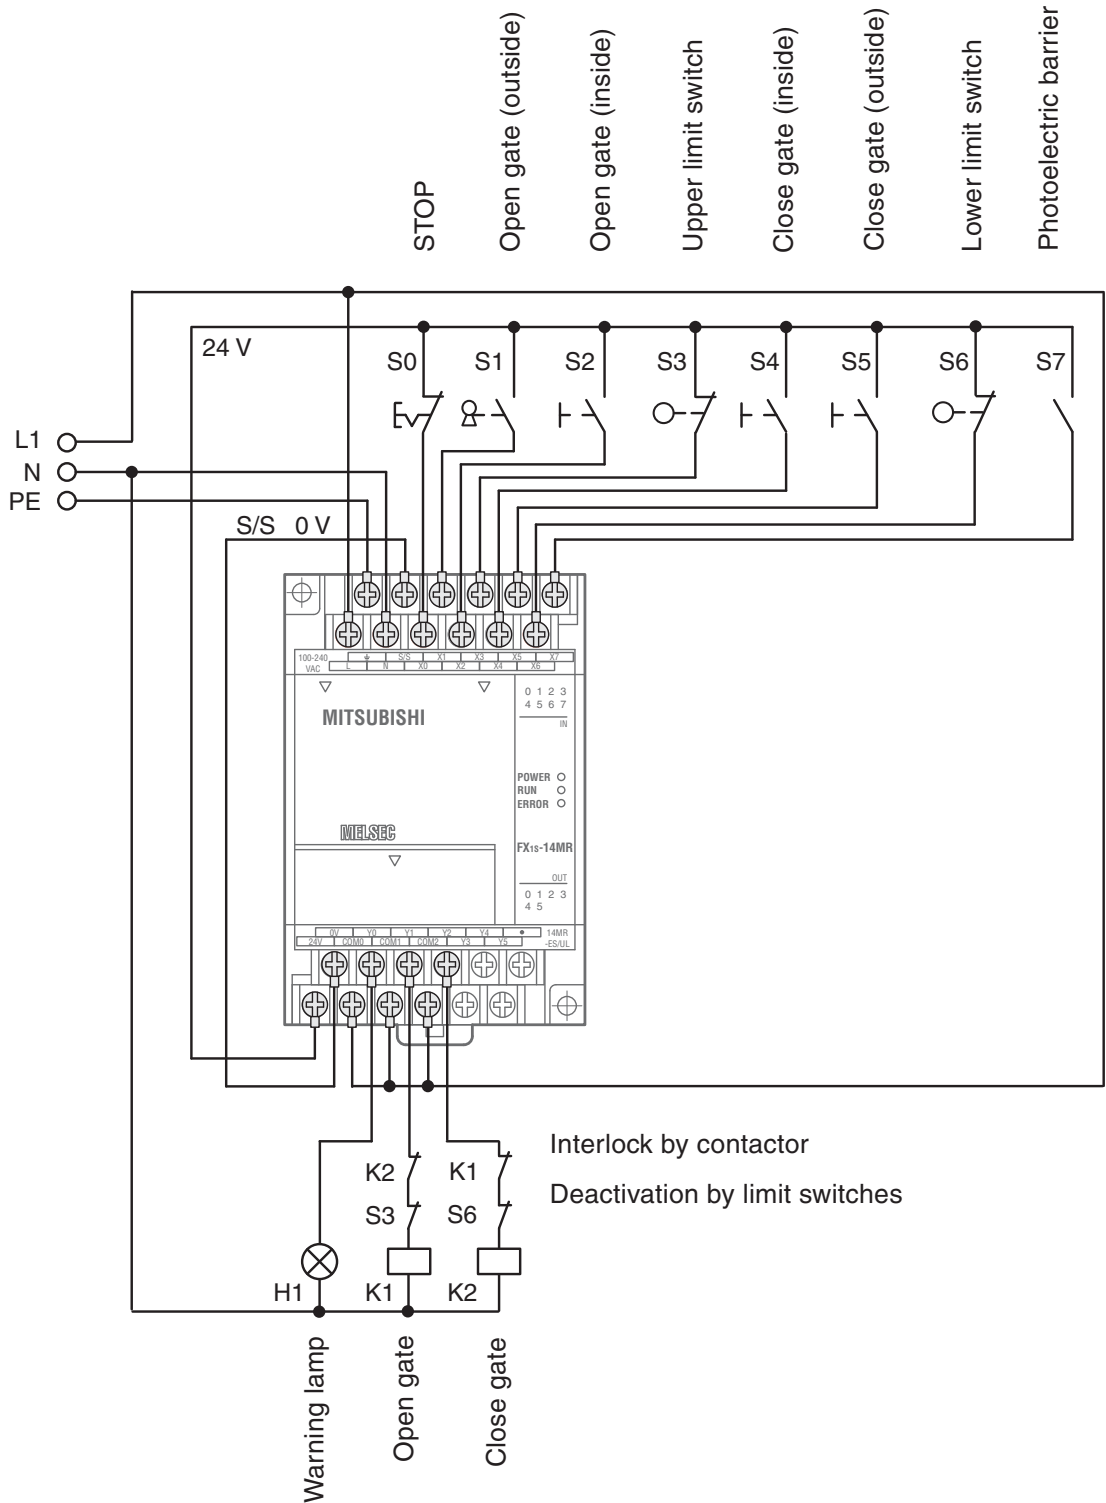 STOP
Open gate (outside)
Open gate (inside)
Upper limit switch
Close gate (inside)
Close gate (outside)
Lower limit switch
Photoelectric barrier
24 V
S0 S1 S2 S3 S4 S5 S6 S7
L1
N
PE
S/S 0 V
100-240 S/S X1 X3 X5 X7
VAC L N X0 X2 X4 X6
0 1 2 3
4 5 6 7
IN
MITSUBISHI
POWER
RUN
ERROR
MELSEC
FX1S-14MR
OUT
0 1 2 3
4 5
0V Y0 Y1 Y2 Y4 • 14MR
24V COM0 COM1 COM2 Y3 Y5 -ES/UL
Interlock by contactor
K2 K1
Deactivation by limit switches
S3 S6
H1 K1 K2
Warning lamp
Open gate
Close gate